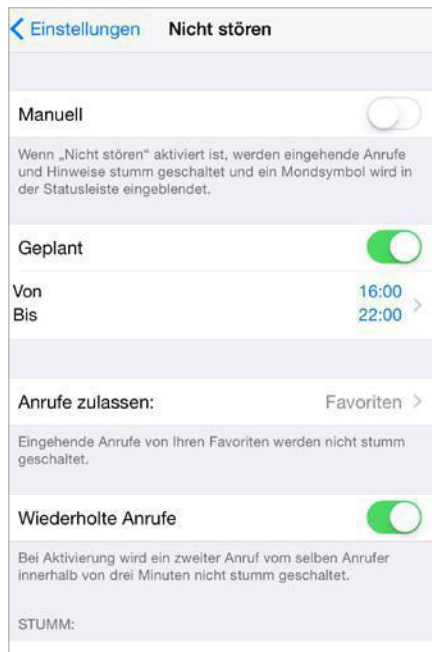 Einstellungen Nicht stören
Manuell
Wenn „Nicht stören“ aktiviert ist, werden eingehende Anrufe
und Hinweise stumm geschaltet und ein Mondsymbol wird in
der Statusleiste eingeblendet.
Geplant
Von 16:00
Bis 22:00
Anrufe zulassen: Favoriten
Eingehende Anrufe von Ihren Favoriten werden nicht stumm
geschaltet.
Wiederholte Anrufe
Bei Aktivierung wird ein zweiter Anruf vom selben Anrufer
innerhalb von drei Minuten nicht stumm geschaltet.
STUMM: